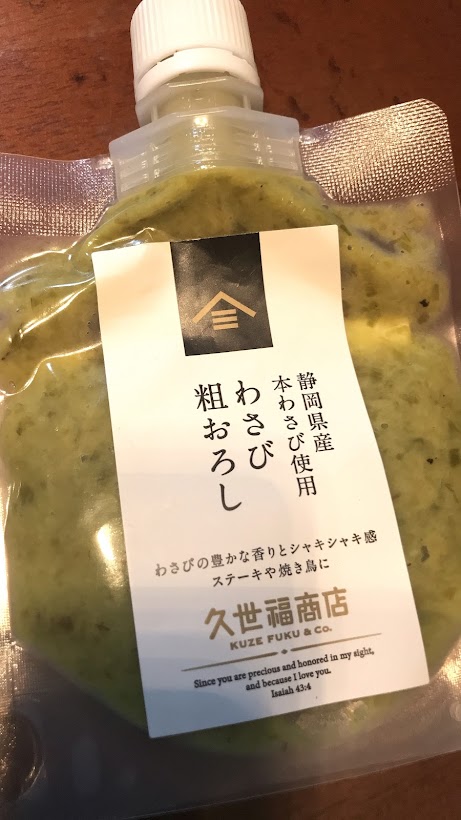 静岡県産
本わさび使用
わさび
粗おろし
わさびの豊かな香りとシャキシャキ感
ステーキや焼き鳥に
久世福商店
KUZE FUKU & Co.
Since you are precious and honored in my sight,
and because I love you.
Isaiah 43:4